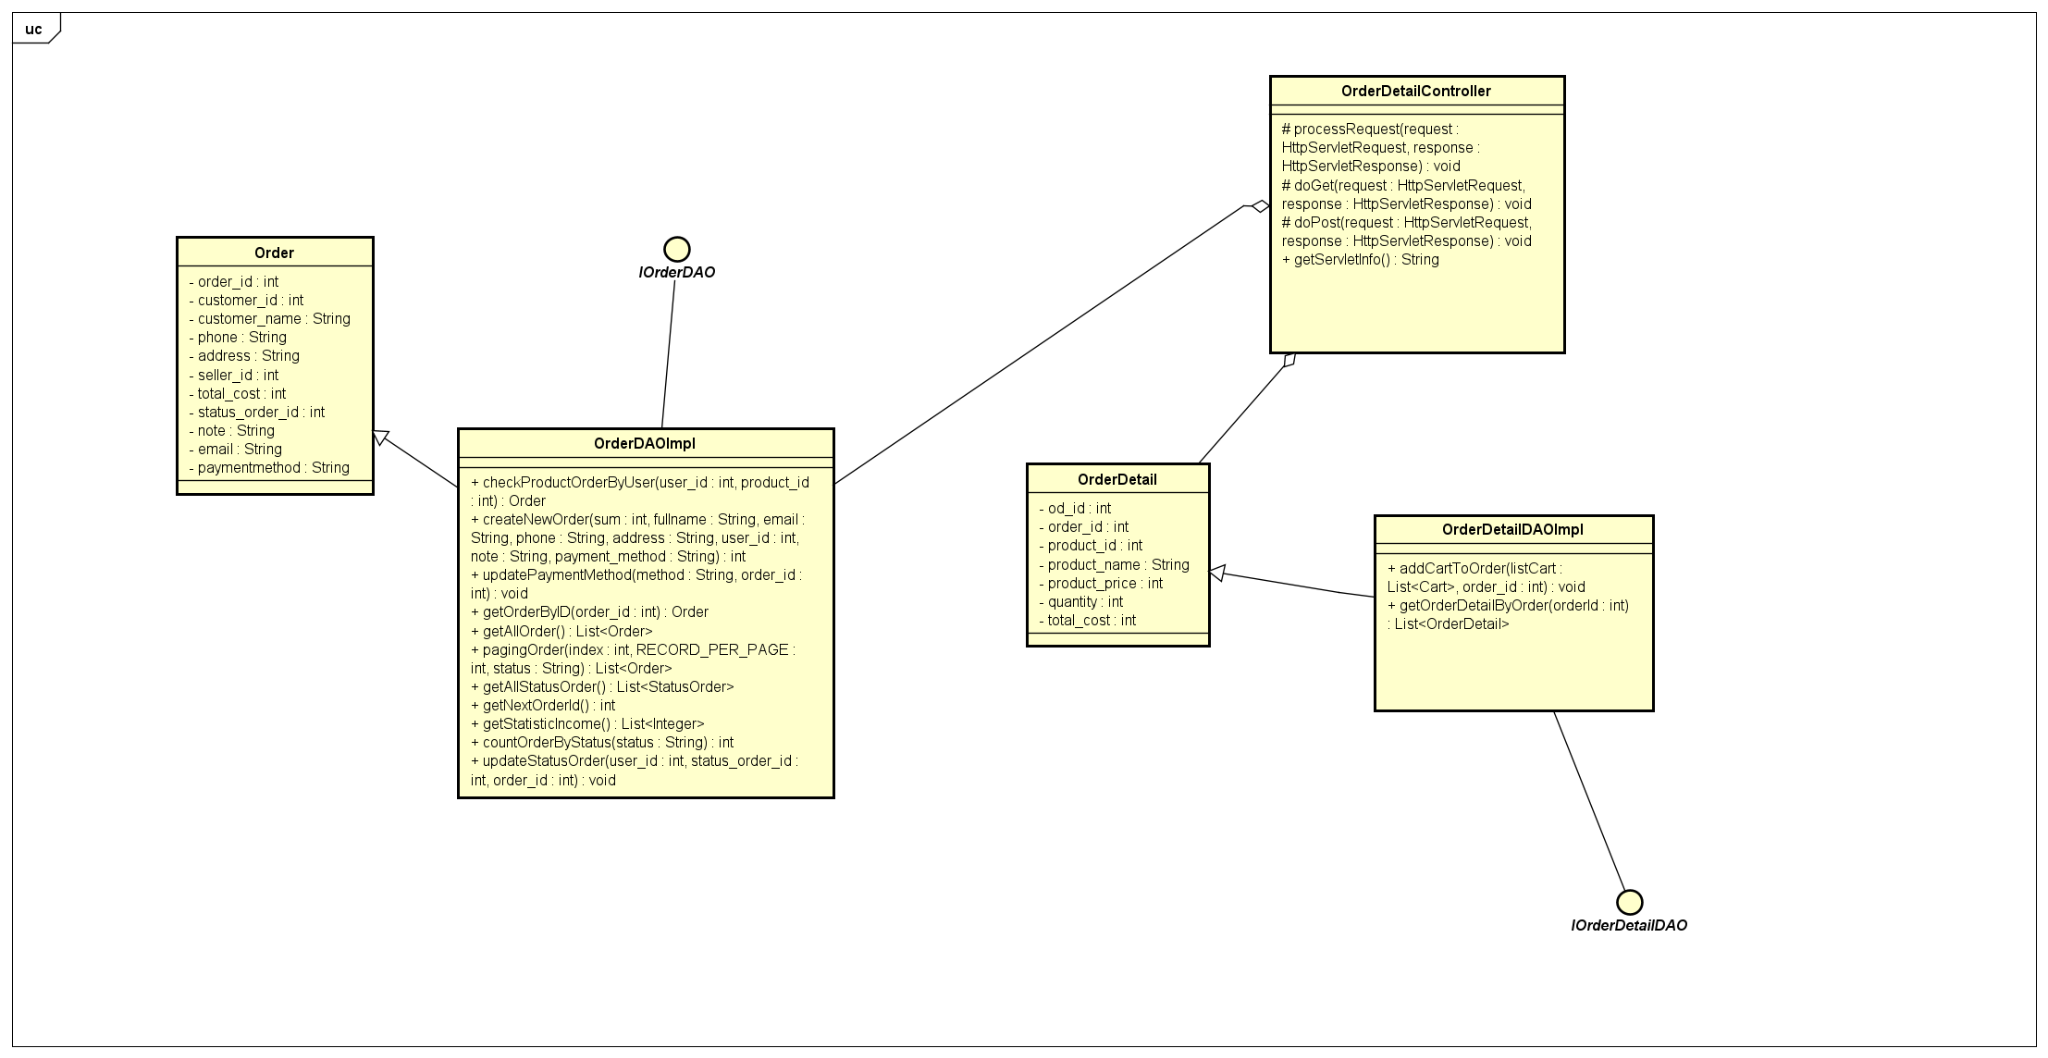 uc
OrderDetailController
# processRequest(request :
HttpServletRequest, response :
HttpServletResponse) : void
# doGet(request : HttpServletRequest,
response : HttpServletResponse) : void
# doPost(request : HttpServletRequest,
response : HttpServletResponse) : void
+ getServletInfo() : String
Order
- order_id : int
- customer_id : int
- customer_name : String
- phone : String
- address : String
- seller_id : int
- total_cost : int
- status_order_id : int
- note : String
- email : String
- paymentmethod : String
IOrderDAO
OrderDAOImpl
+ checkProductOrderByUser(user_id : int, product_id
: int) : Order
+ createNewOrder(sum : int, fullname : String, email :
String, phone : String, address : String, user_id : int,
note : String, payment_method : String) : int
+ updatePaymentMethod(method : String, order_id :
int) : void
+ getOrderByID(order_id : int) : Order
+ getAllOrder() : List<Order>
+ pagingOrder(index : int, RECORD_PER_PAGE :
int, status : String) : List<Order>
+ getAllStatusOrder() : List<StatusOrder>
+ getNextOrderId() : int
+ getStatisticIncome() : List<Integer>
+ countOrderByStatus(status : String) : int
+ updateStatusOrder(user_id : int, status_order_id :
int, order_id : int) : void
OrderDetail
- od_id : int
- order_id : int
- product_id : int
- product_name : String
- product_price : int
- quantity : int
- total_cost : int
OrderDetailDAOImpl
+ addCartToOrder(listCart :
List<Cart>, order_id : int) : void
+ getOrderDetailByOrder(orderId : int)
: List<OrderDetail>
IOrderDetailDAO